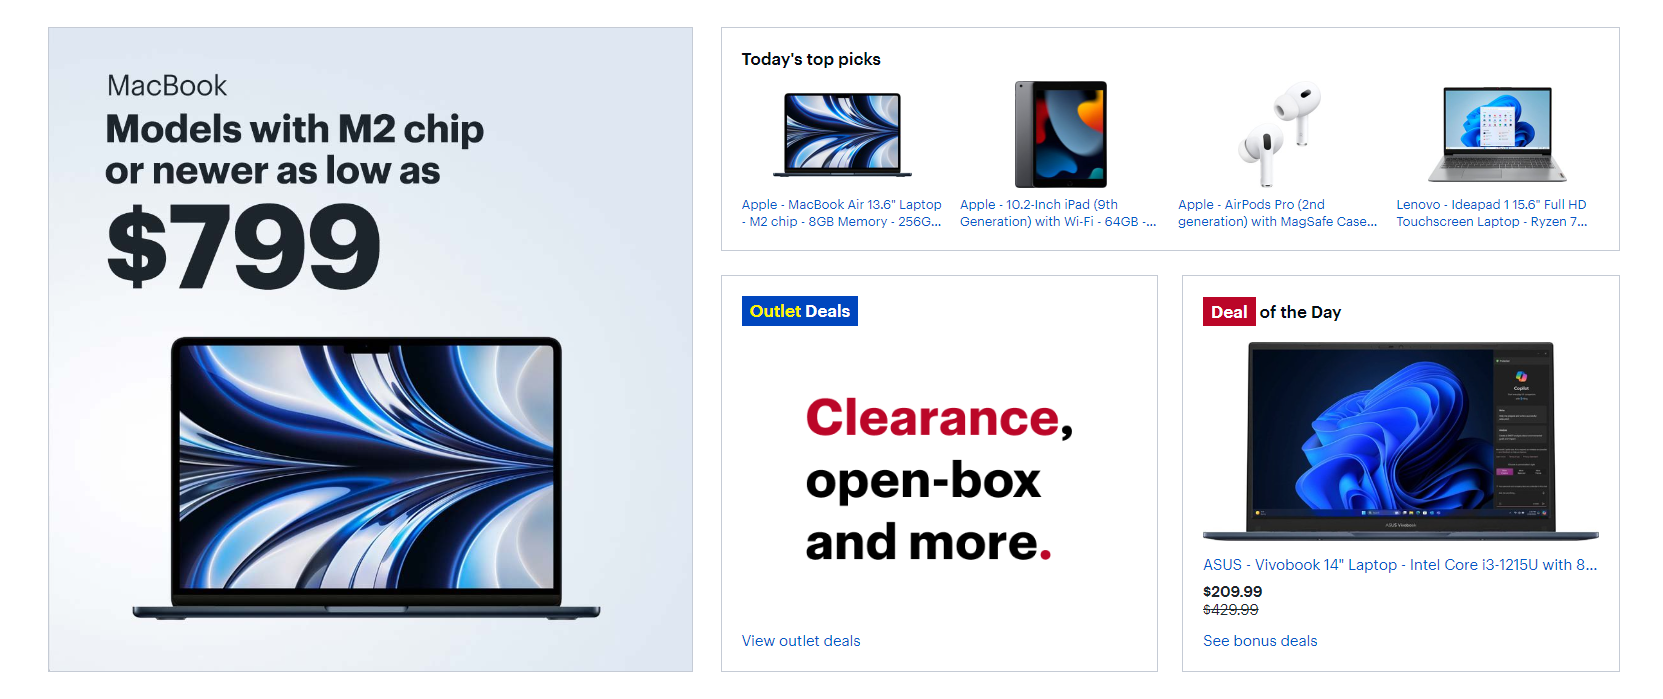 MacBook
Models with M2 chip
or newer as low as
$799
Today's top picks
Apple - MacBook Air 13.6" Laptop
- M2 chip - 8GB Memory - 256G...
Apple - 10.2-Inch iPad (9th
Generation) with Wi-Fi - 64GB -...
Apple - AirPods Pro (2nd
generation) with MagSafe Case...
Lenovo - Ideapad 1 15.6" Full HD
Touchscreen Laptop - Ryzen 7...
Outlet Deals
Clearance,
open-box
and more.
View outlet deals
Deal of the Day
Copilot
ASUS Vivobook
ASUS - Vivobook 14" Laptop - Intel Core i3-1215U with 8...
$209.99
$429.99
See bonus deals